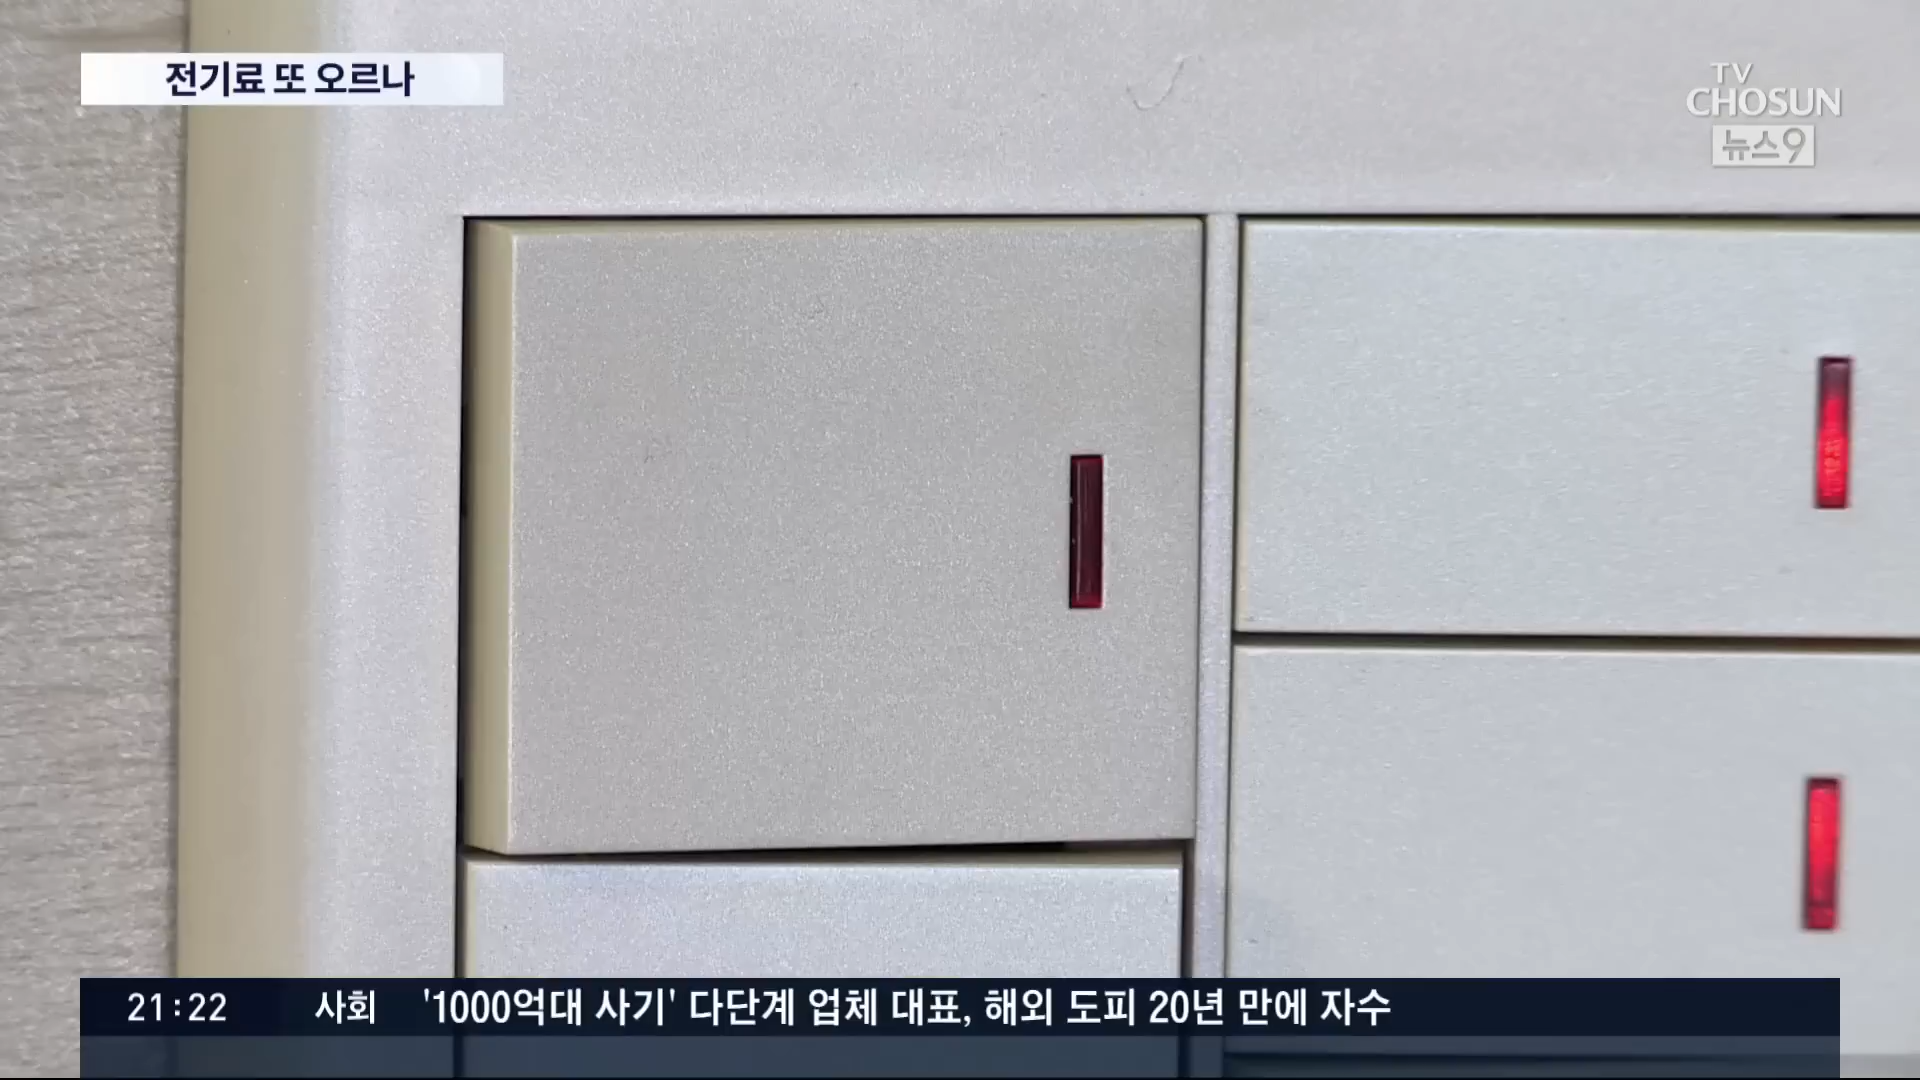 전기료 또 오르나
TV
CHOSUN
뉴스9
21:22 사회 '1000억대 사기' 다단계 업체 대표, 해외 도피 20년 만에 자수